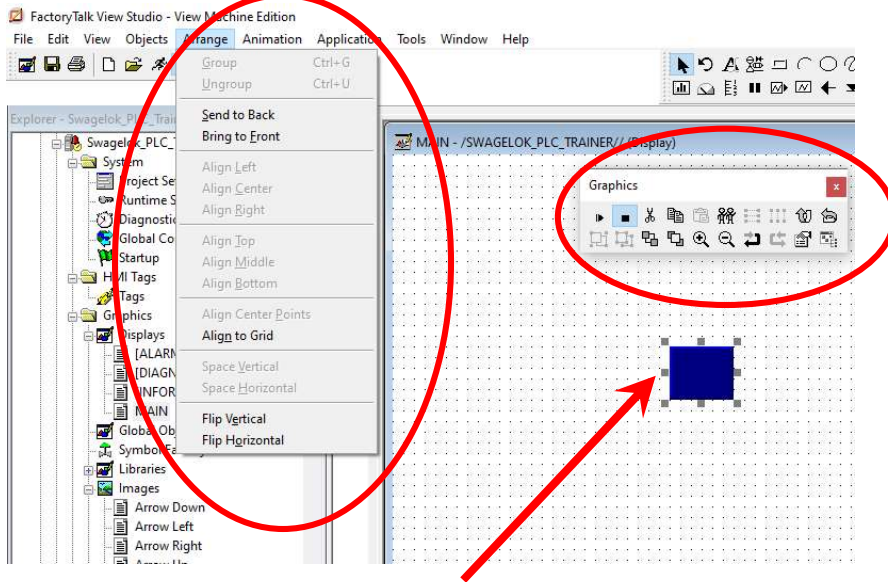 FactoryTalk View Studio - View Machine Edition
File Edit View Objects Arrange Animation Application Tools Window Help
Group Ctrl+G
Ungroup Ctrl+U
Send to Back
Bring to Front
Align Left
Align Center
Align Right
Align Top
Align Middle
Align Bottom
Align Center Points
Align to Grid
Space Vertical
Space Horizontal
Flip Vertical
Flip Horizontal
Explorer - Swagelok_PLC_Trai
Swagelok_PLC_T
System
Project Se
Runtime S
Diagnostic
Global Co
Startup
HMI Tags
Tags
Graphics
Displays
[ALARM
[DIAGN
[INFOR
MAIN
Global Ob
Symbol Fa
Libraries
Images
Arrow Down
Arrow Left
Arrow Right
MAIN - /SWAGELOK_PLC_TRAINER// (Display)
Graphics